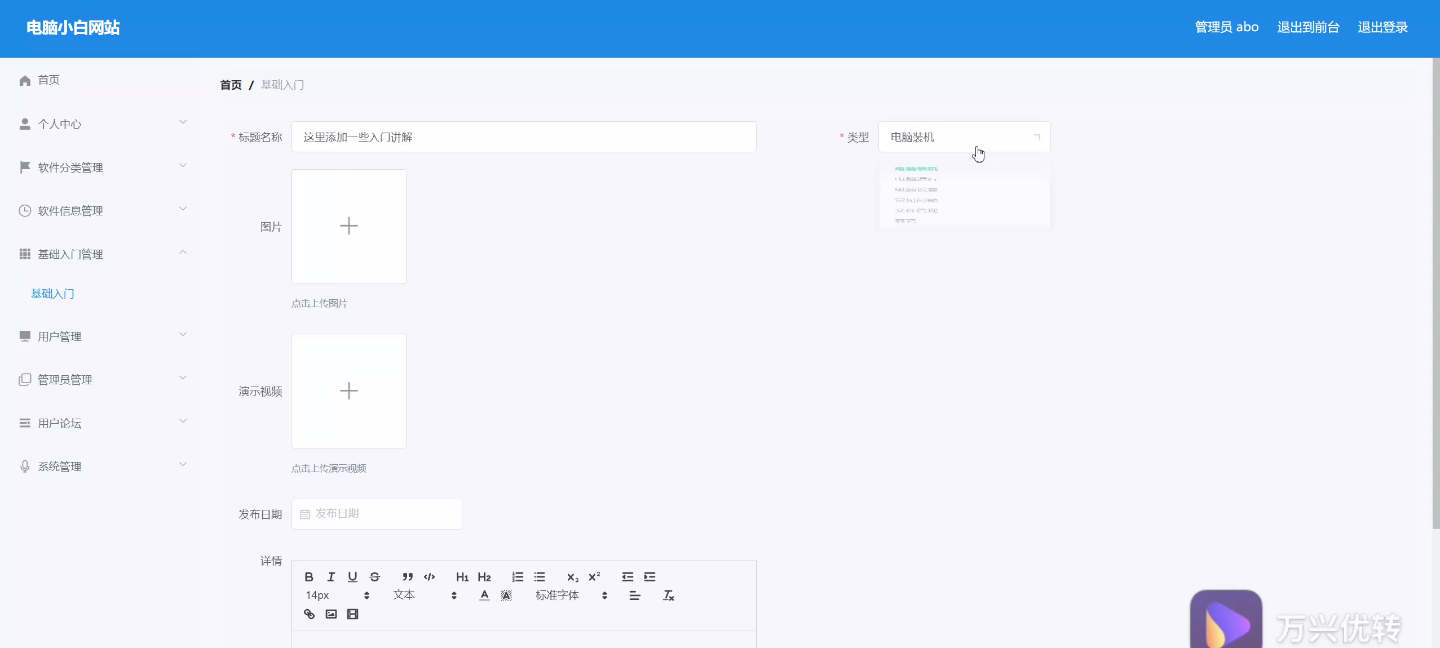 电脑小白网站
管理员 abo 退出到前台 退出登录
首页
个人中心
软件分类管理
软件信息管理
基础入门管理
基础入门
用户管理
管理员管理
用户论坛
系统管理
首页 / 基础入门
* 标题名称 这里添加一些入门讲解
* 类型 电脑装机
图片
点击上传图片
演示视频
点击上传演示视频
发布日期 发布日期
详情
B I U S H1 H2 X2 X2
14px 文本 A A 标准字体 Tx
万兴优转